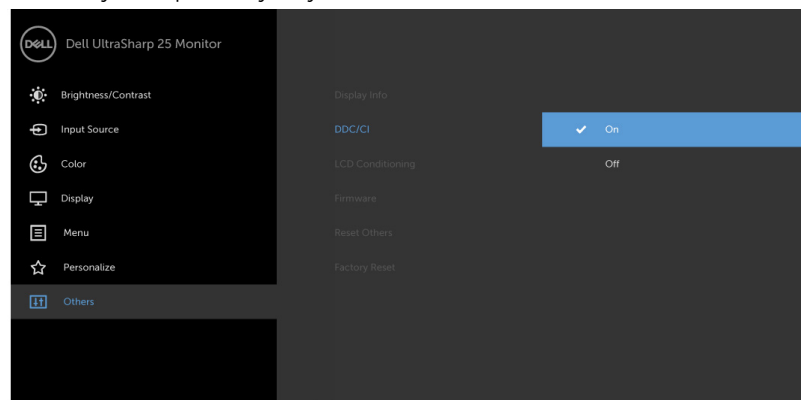 DELL
Dell UltraSharp 25 Monitor
Brightness/Contrast
Display Info
Input Source
DDC/CI
On
Color
LCD Conditioning
Off
Display
Firmware
Menu
Reset Others
Personalize
Factory Reset
Others